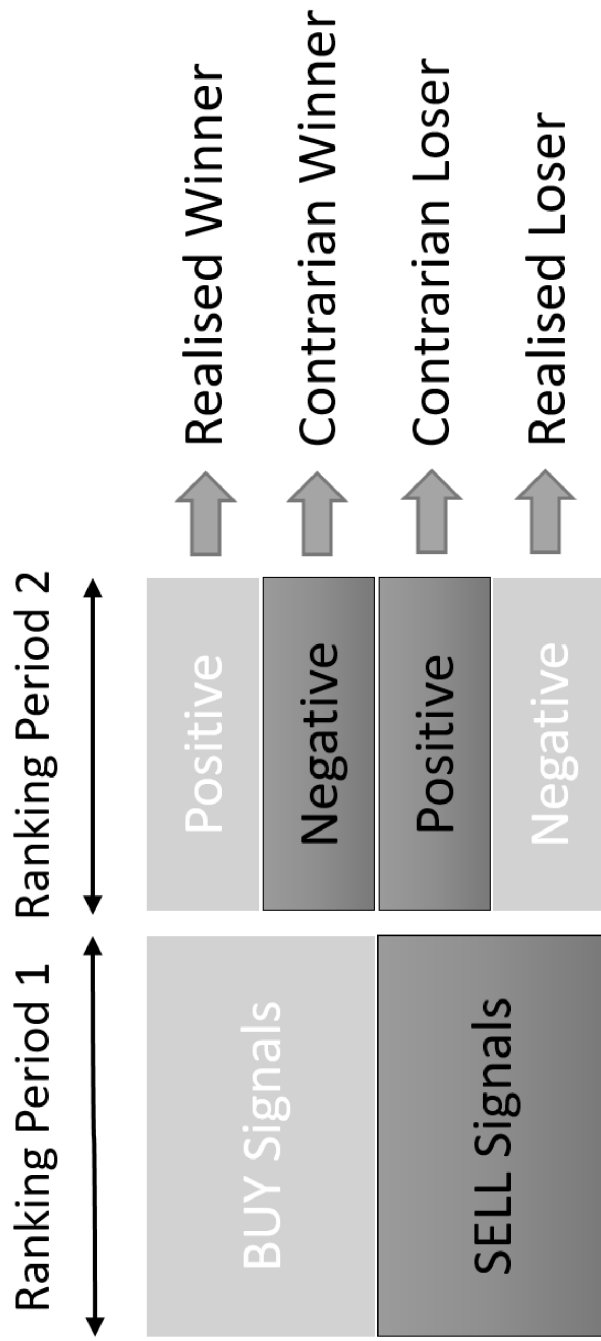 Ranking Period 1
Ranking Period 2
BUY Signals
SELL Signals
Positive
Negative
Positive
Negative
Realised Winner
Contrarian Winner
Contrarian Loser
Realised Loser